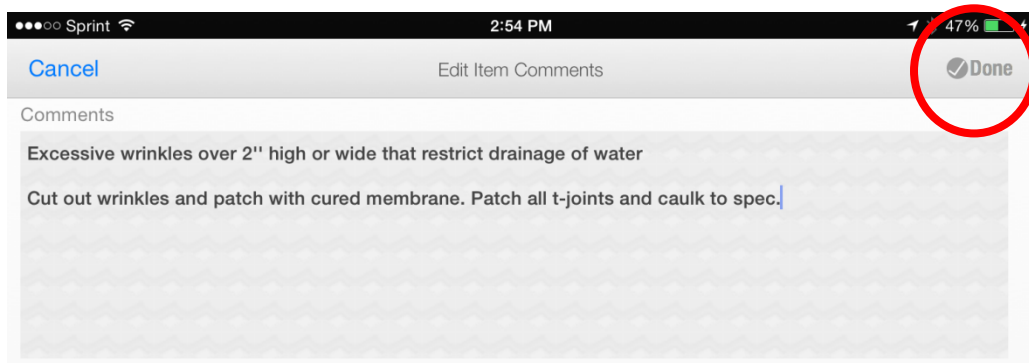 Sprint 2:54 PM 47%
Cancel Edit Item Comments Done
Comments
Excessive wrinkles over 2'' high or wide that restrict drainage of water
Cut out wrinkles and patch with cured membrane. Patch all t-joints and caulk to spec.